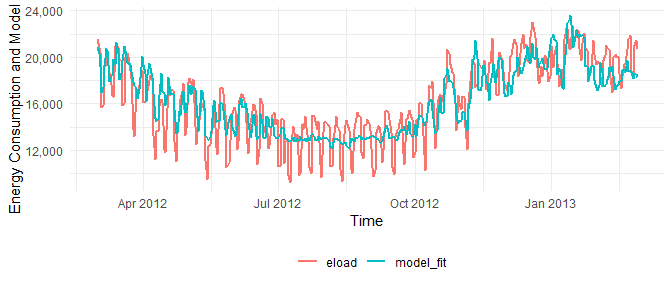 24,000
20,000
16,000
12,000
Energy Consumption and Model
Apr 2012 Jul 2012 Oct 2012 Jan 2013
Time
eload model_fit